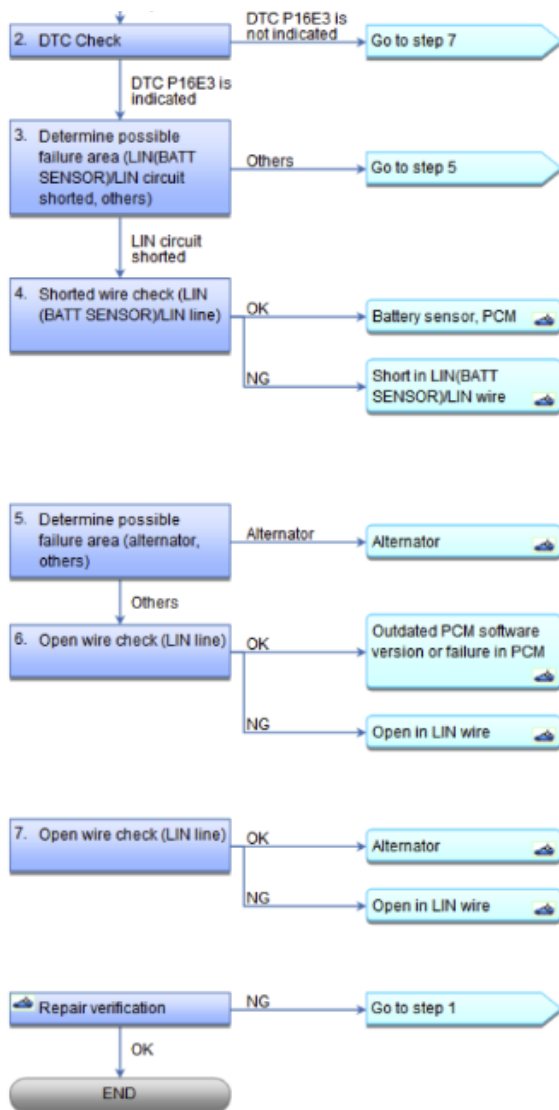 DTC P16E3 is
not indicated
2. DTC Check
Go to step 7
DTC P16E3 is
indicated
3. Determine possible
failure area (LIN(BATT
SENSOR)/LIN circuit
shorted, others)
Others
Go to step 5
LIN circuit
shorted
4. Shorted wire check (LIN
(BATT SENSOR)/LIN line)
OK
Battery sensor, PCM
NG
Short in LIN(BATT
SENSOR)/LIN wire
5. Determine possible
failure area (alternator,
others)
Alternator
Alternator
Others
6. Open wire check (LIN line)
OK
Outdated PCM software
version or failure in PCM
NG
Open in LIN wire
7. Open wire check (LIN line)
OK
Alternator
NG
Open in LIN wire
Repair verification
NG
Go to step 1
OK
END